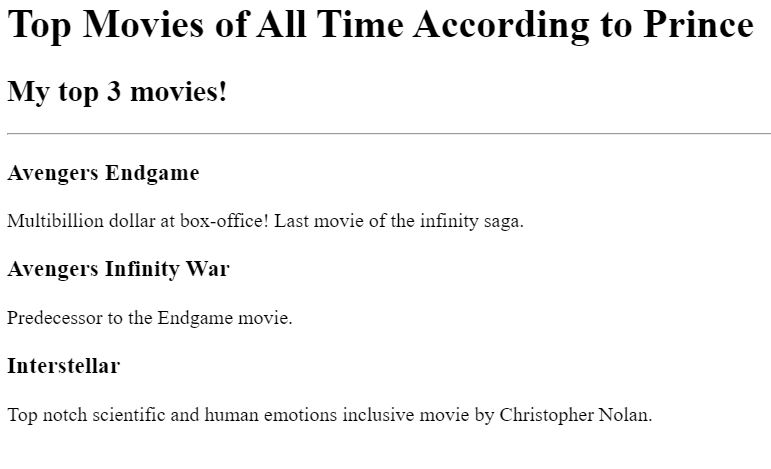 Top Movies of All Time According to Prince
My top 3 movies!
Avengers Endgame
Multibillion dollar at box-office! Last movie of the infinity saga.
Avengers Infinity War
Predecessor to the Endgame movie.
Interstellar
Top notch scientific and human emotions inclusive movie by Christopher Nolan.